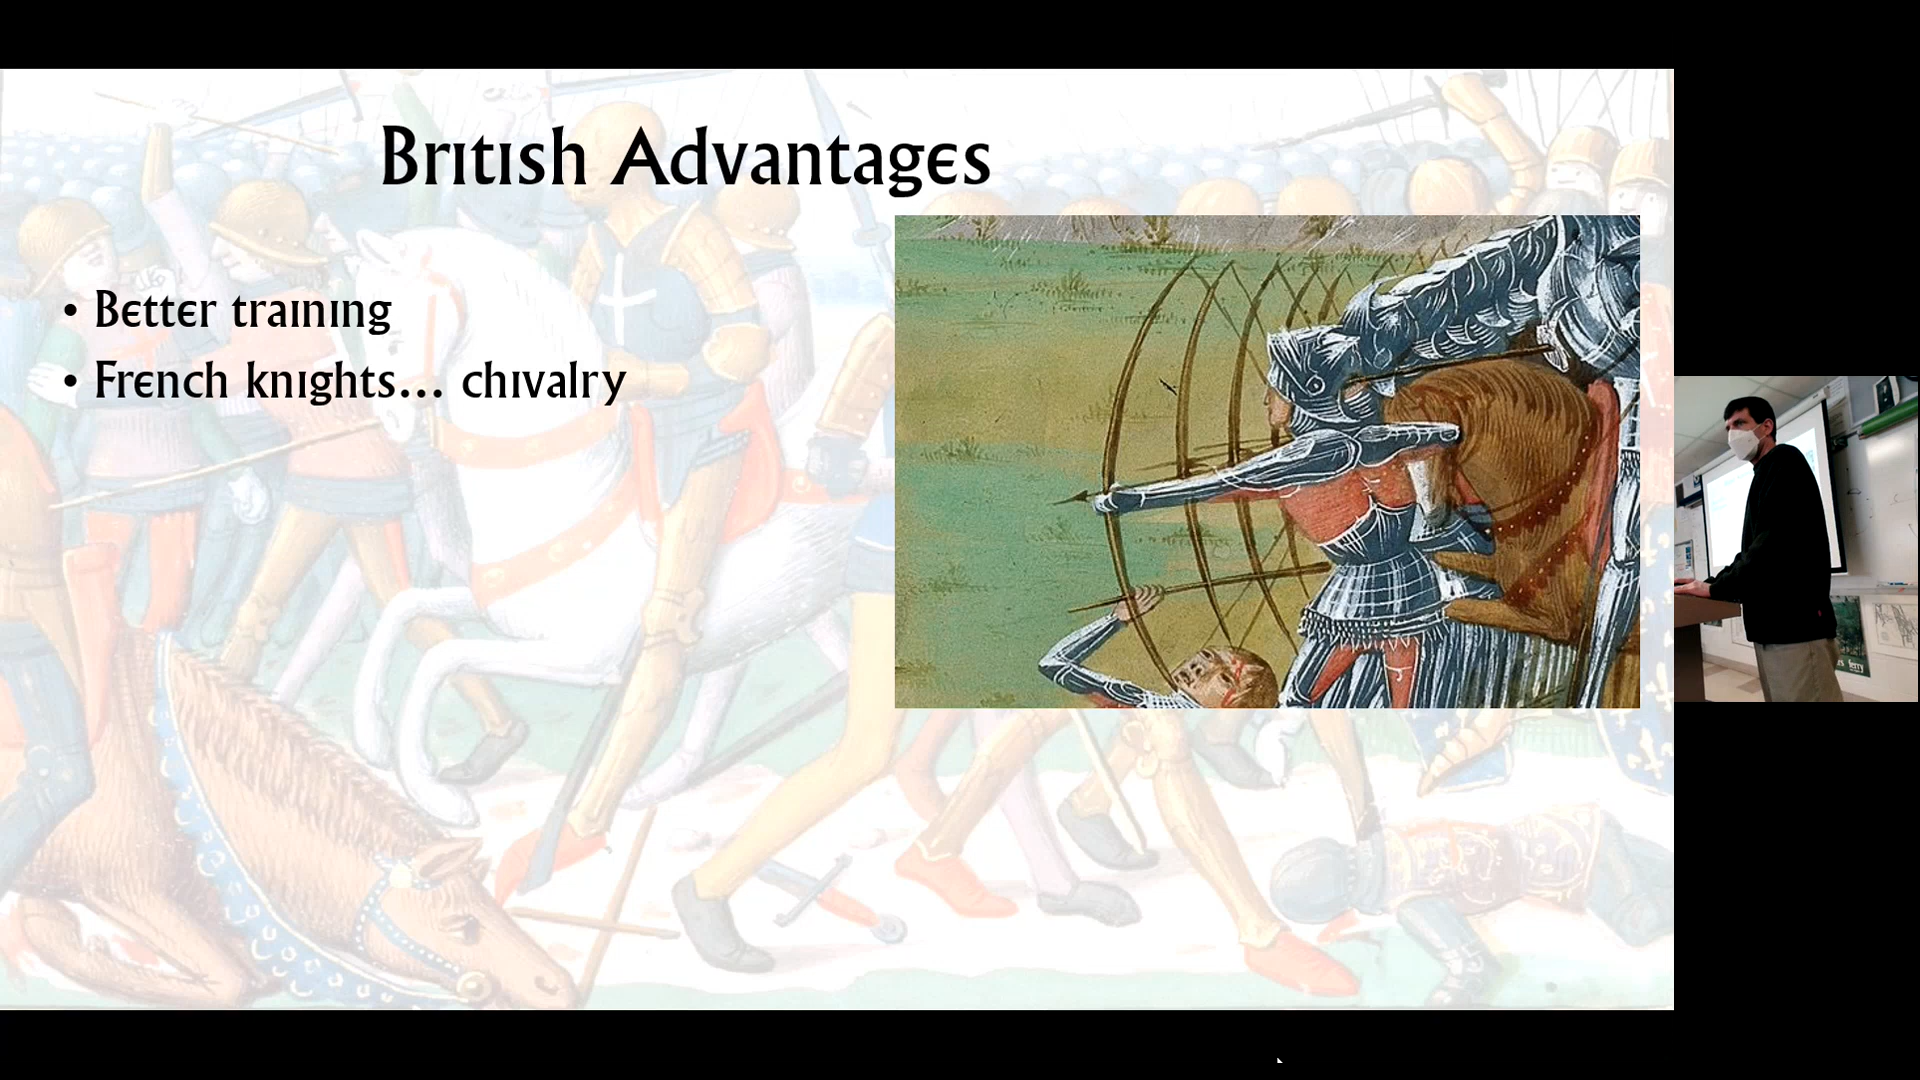 British Advantages
• Better training
• French knights... chivalry